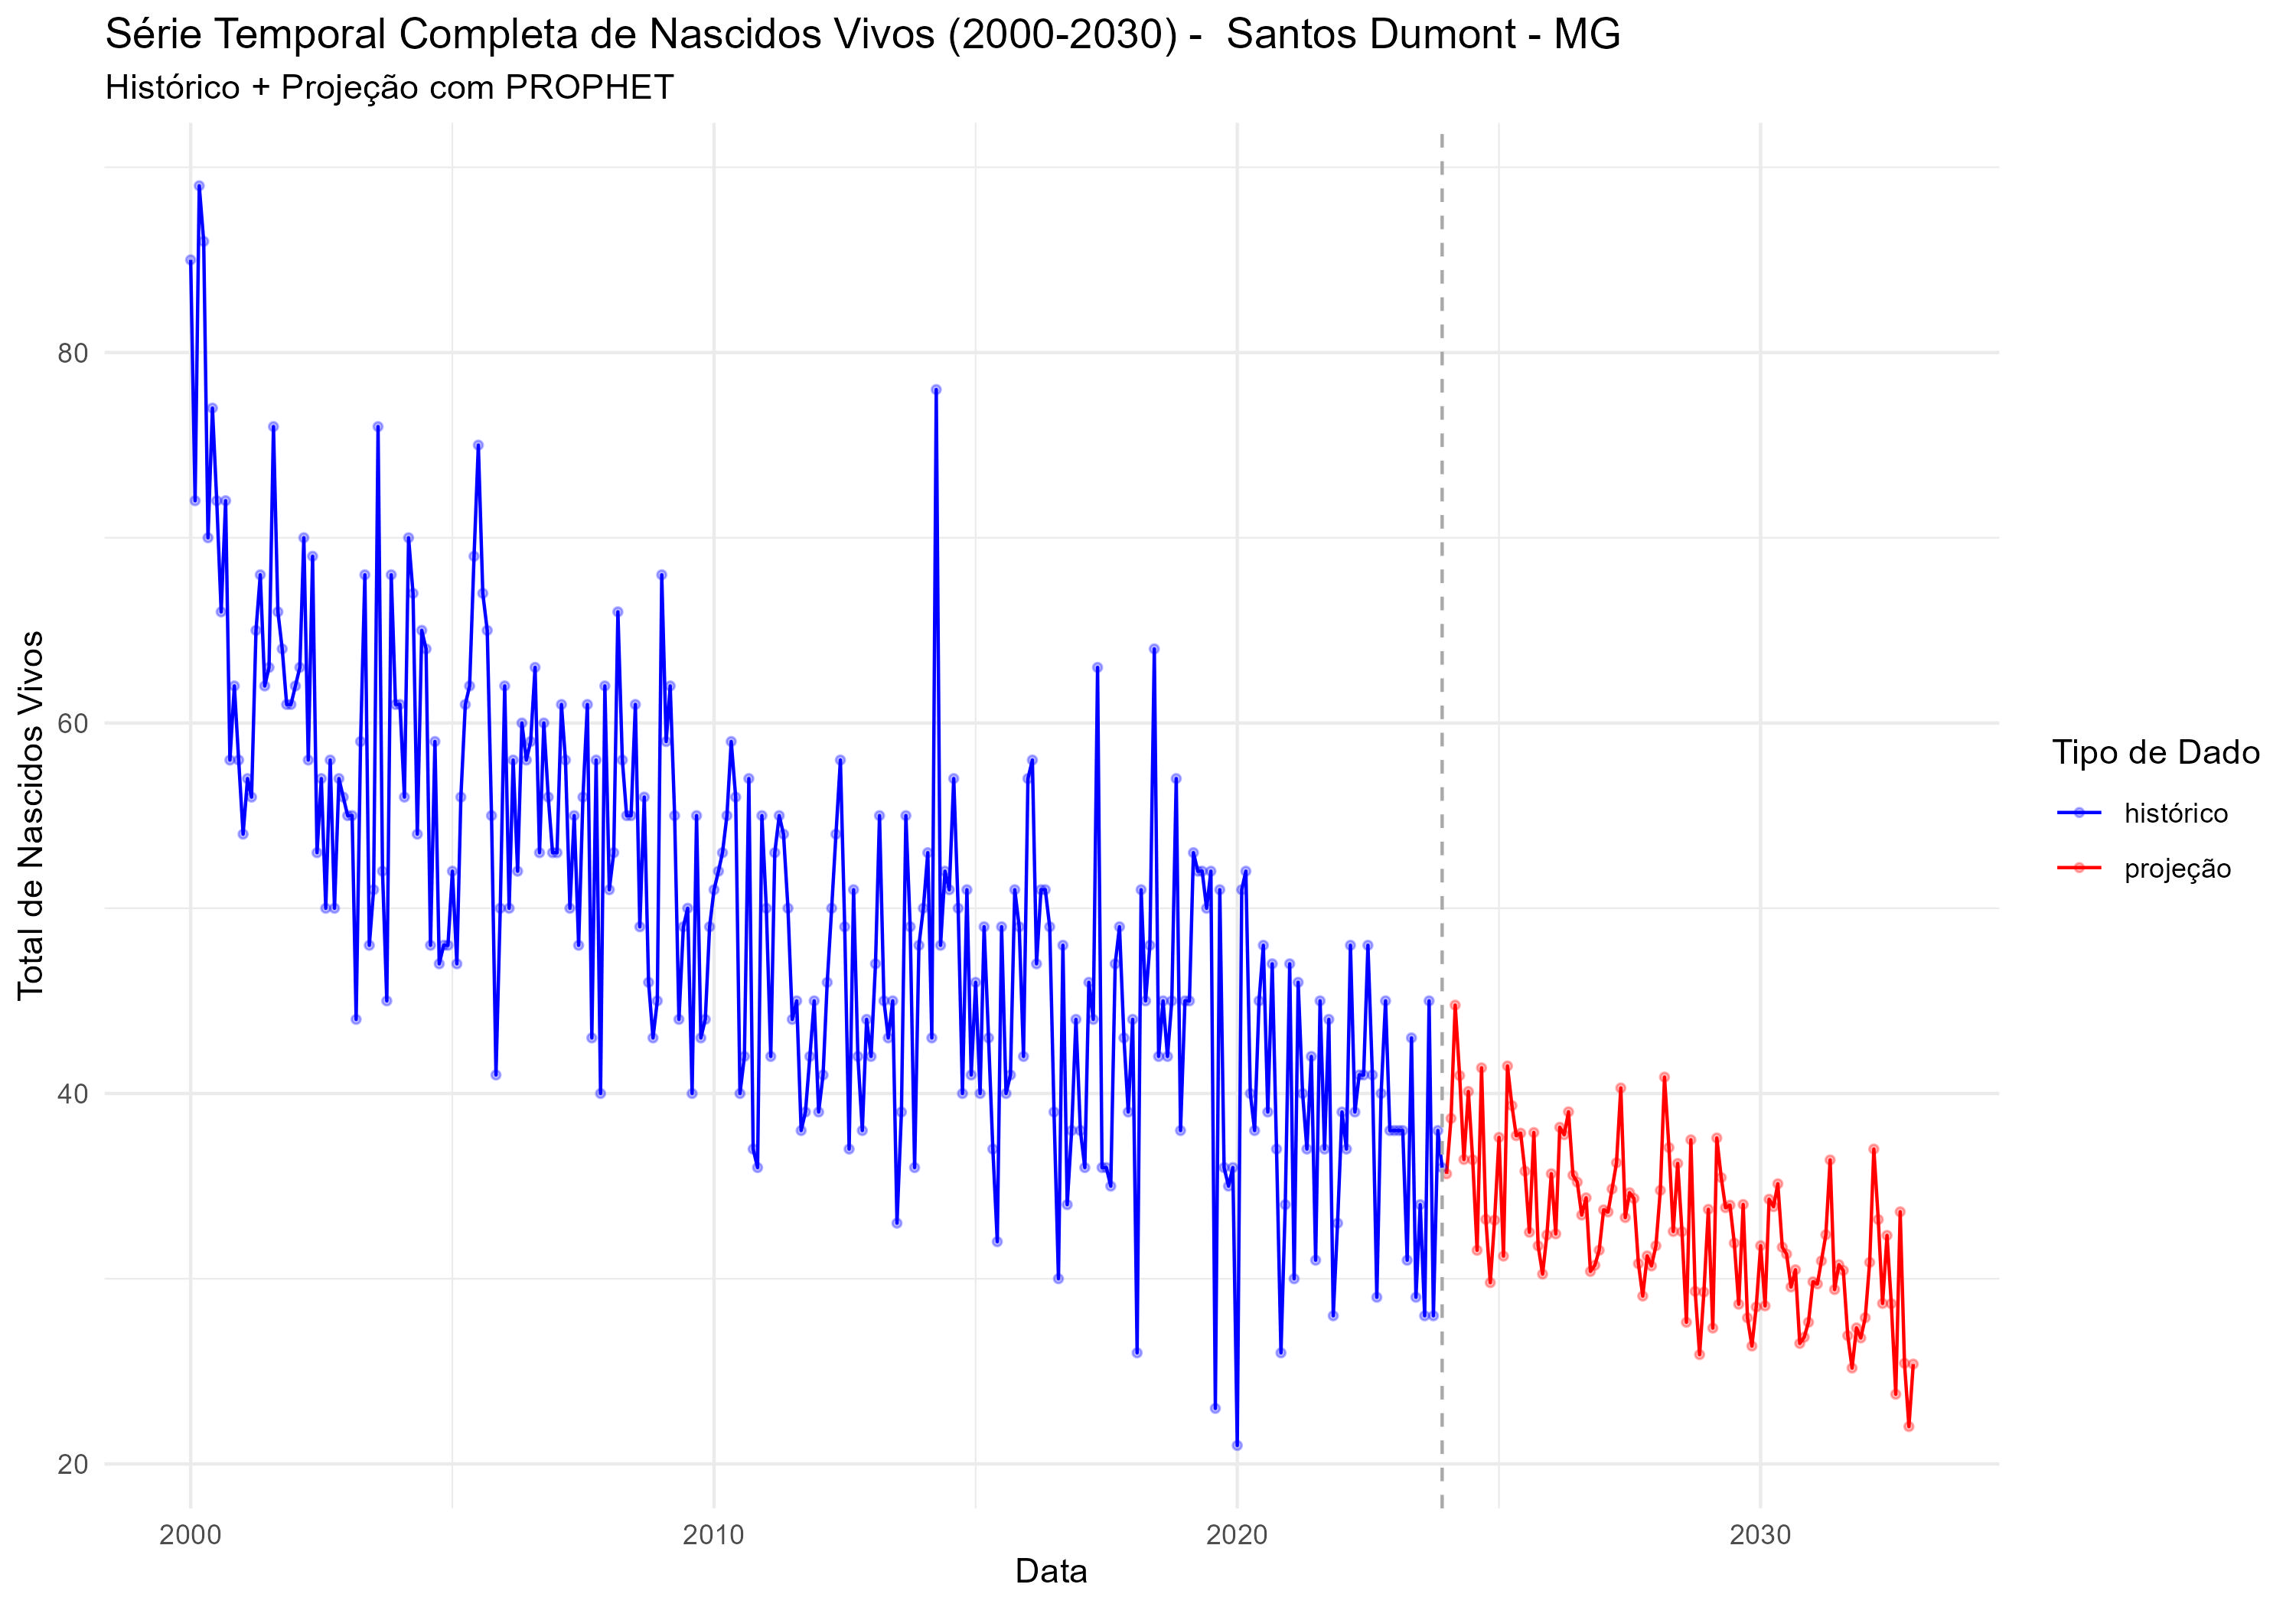 Série Temporal Completa de Nascidos Vivos (2000-2030) -  Santos Dumont - MG
Histórico + Projeção com PROPHET
Total de Nascidos Vivos
80
60
40
20
2000
2010
2020
2030
Data
Tipo de Dado
histórico
projeção